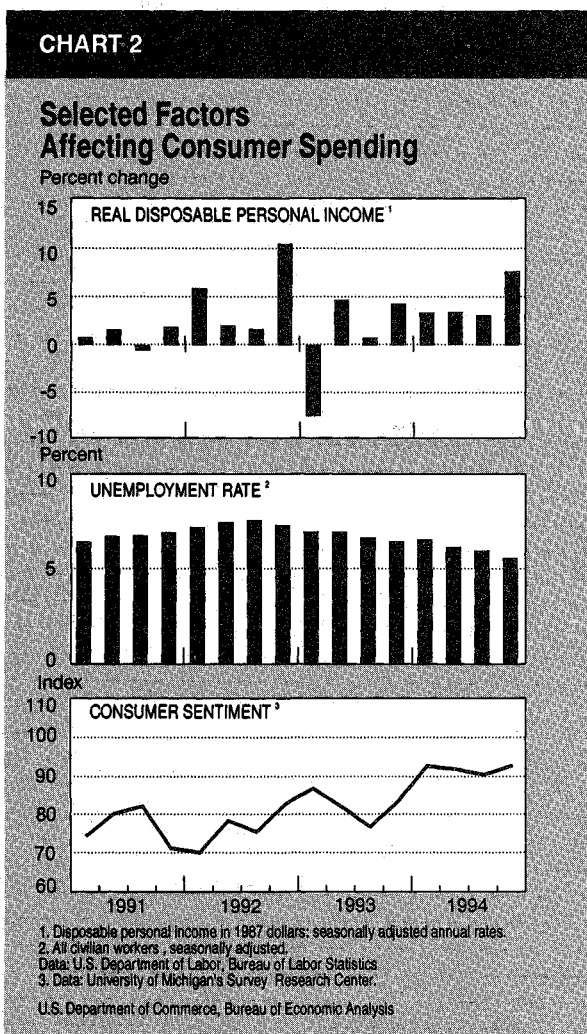 CHART 2
Selected Factors
Affecting Consumer Spending
Percent change
REAL DISPOSABLE PERSONAL INCOME ¹
15
10
5
0
-5
-10
Percent
UNEMPLOYMENT RATE ²
10
5
0
Index
CONSUMER SENTIMENT ³
110
100
90
80
70
60
1991 1992 1993 1994
1. Disposable personal income in 1987 dollars: seasonally adjusted annual rates.
2. All civilian workers , seasonally adjusted.
Data: U.S. Department of Labor, Bureau of Labor Statistics
3. Data: University of Michigan's Survey Research Center.
U.S. Department of Commerce, Bureau of Economic Analysis